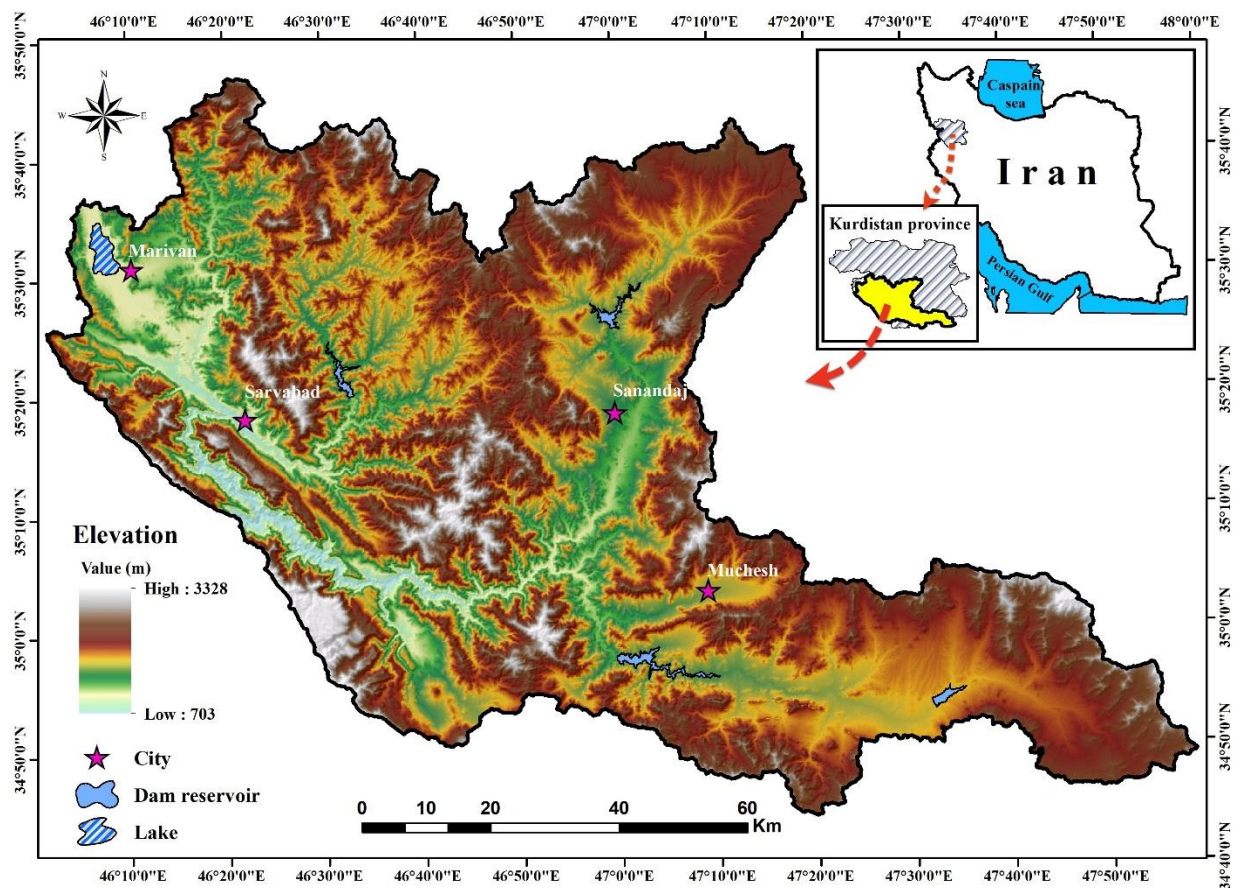 46°10'0"E 46°20'0"E 46°30'0"E 46°40'0"E 46°50'0"E 47°0'0"E 47°10'0"E 47°20'0"E 47°30'0"E 47°40'0"E 47°50'0"E 48°0'0"E
35°50'0"N
35°40'0"N
35°30'0"N
35°20'0"N
35°10'0"N
35°0'0"N
34°50'0"N
N
W
E
S
Caspain
sea
Iran
Kurdistan province
Persian Gulf
Marivan
Sarvabad
Sanandaj
Muchesh
Elevation
Value (m)
High : 3328
Low : 703
City
Dam reservoir
Lake
0 10 20 40 60
Km
35°40'0"N
35°30'0"N
35°20'0"N
35°10'0"N
35°0'0"N
34°50'0"N
34°40'0"N
46°10'0"E 46°20'0"E 46°30'0"E 46°40'0"E 46°50'0"E 47°0'0"E 47°10'0"E 47°20'0"E 47°30'0"E 47°40'0"E 47°50'0"E